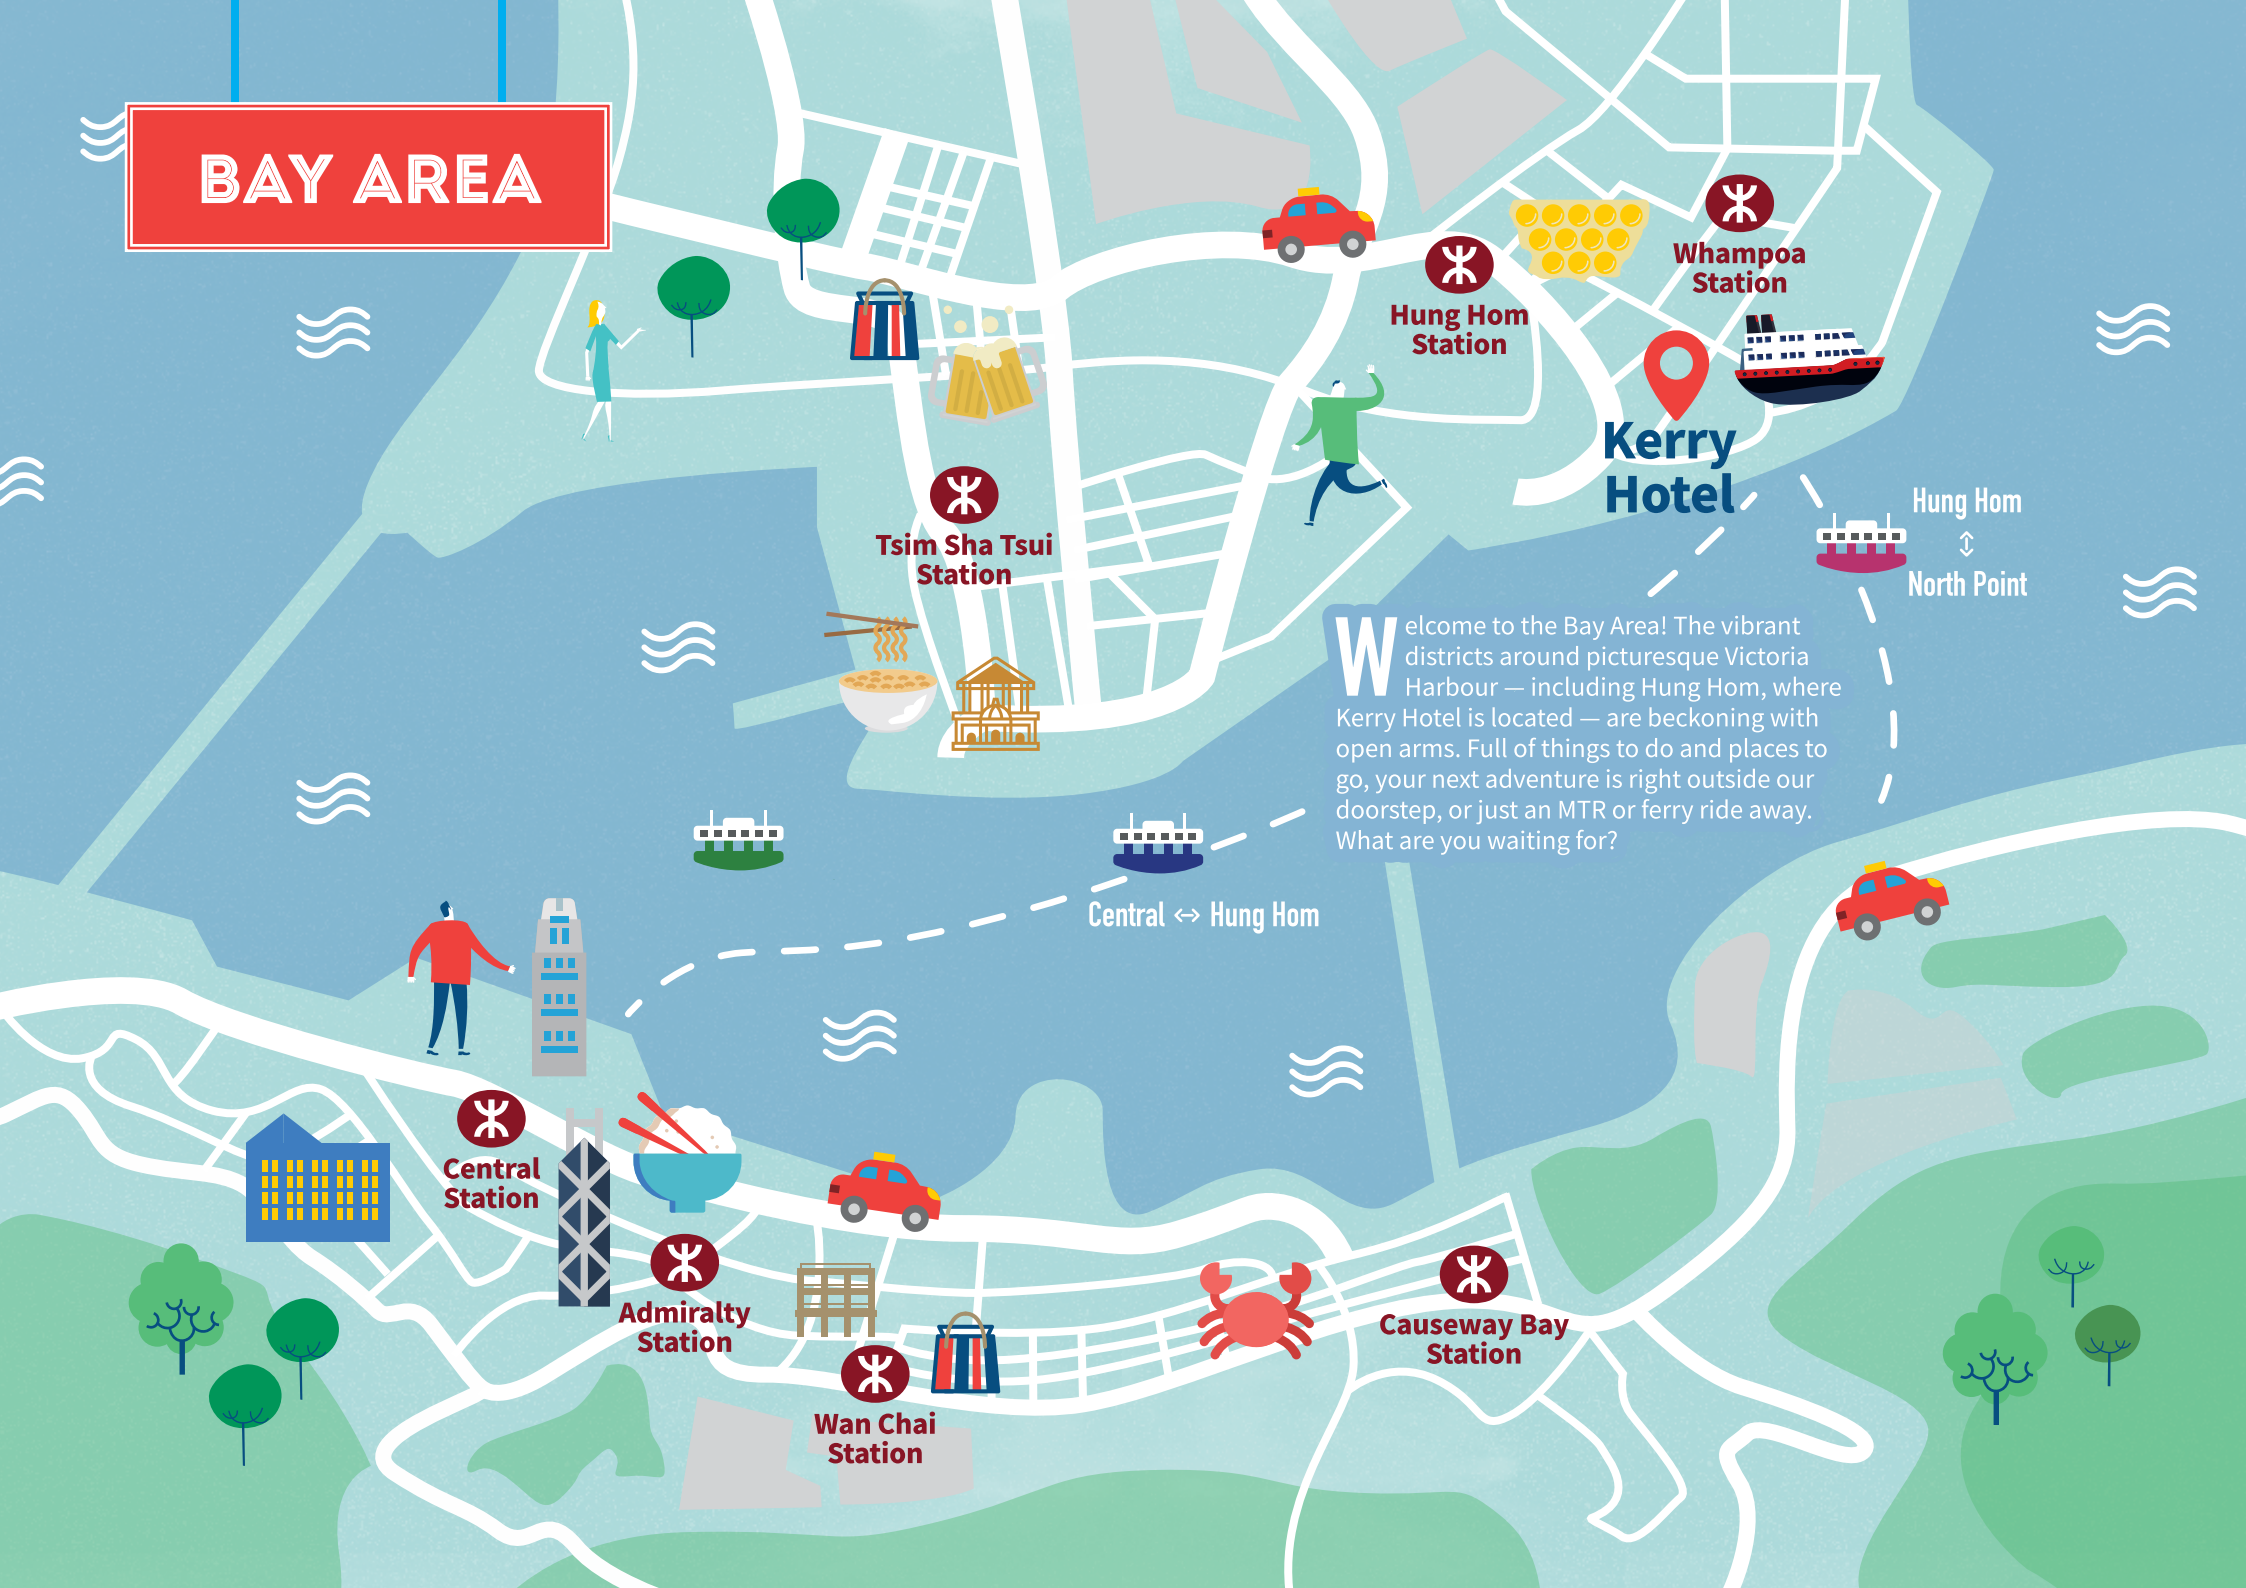 BAY AREA
Whampoa
Station
Hung Hom
Station
Kerry
Hotel
Tsim Sha Tsui
Station
Hung Hom
North Point
Welcome to the Bay Area! The vibrant
districts around picturesque Victoria
Harbour — including Hung Hom, where
Kerry Hotel is located — are beckoning with
open arms. Full of things to do and places to
go, your next adventure is right outside our
doorstep, or just an MTR or ferry ride away.
What are you waiting for?
Central ↔ Hung Hom
Central
Station
Admiralty
Station
Wan Chai
Station
Causeway Bay
Station